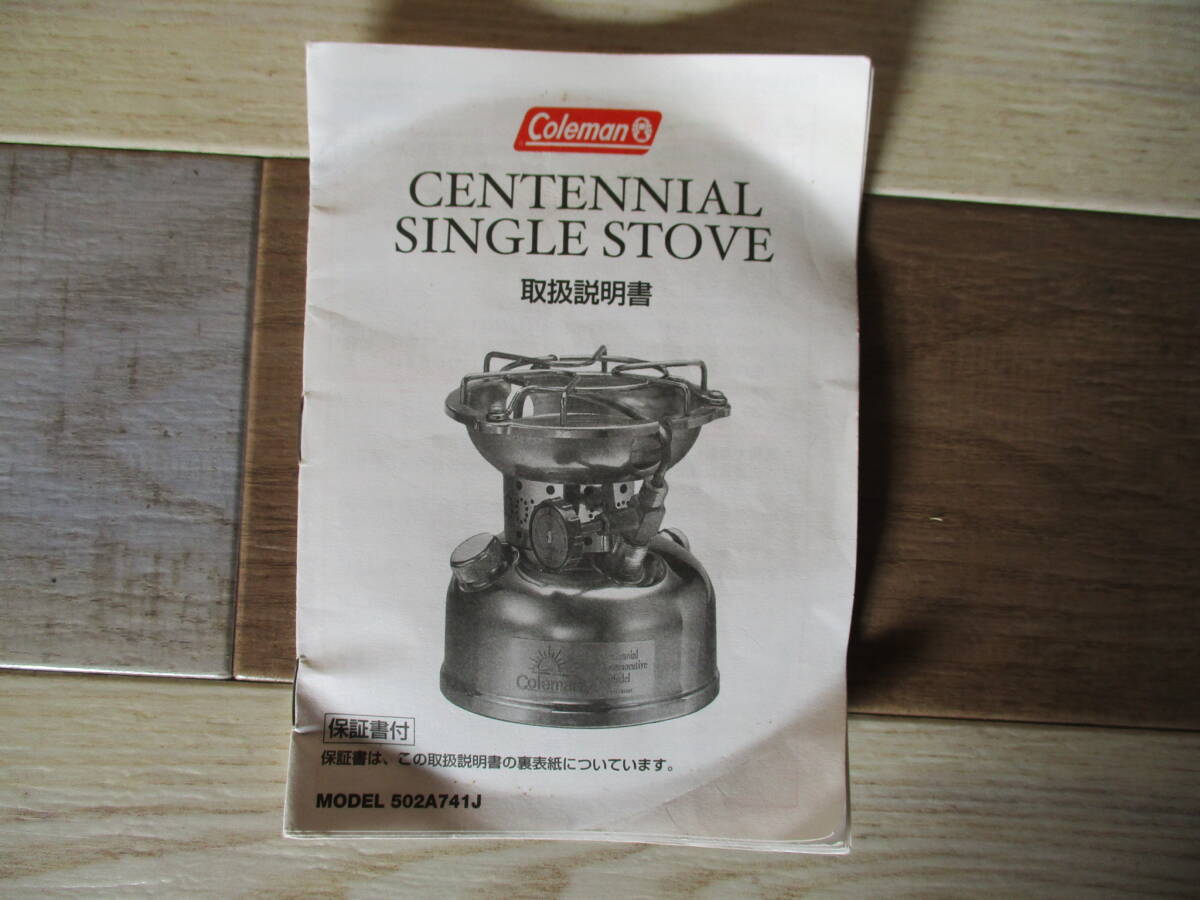 Coleman
CENTENNIAL
SINGLE STOVE
取扱説明書
Coleman
保証書付
保証書は、この取扱説明書の裏表紙についています。
MODEL 502A741J